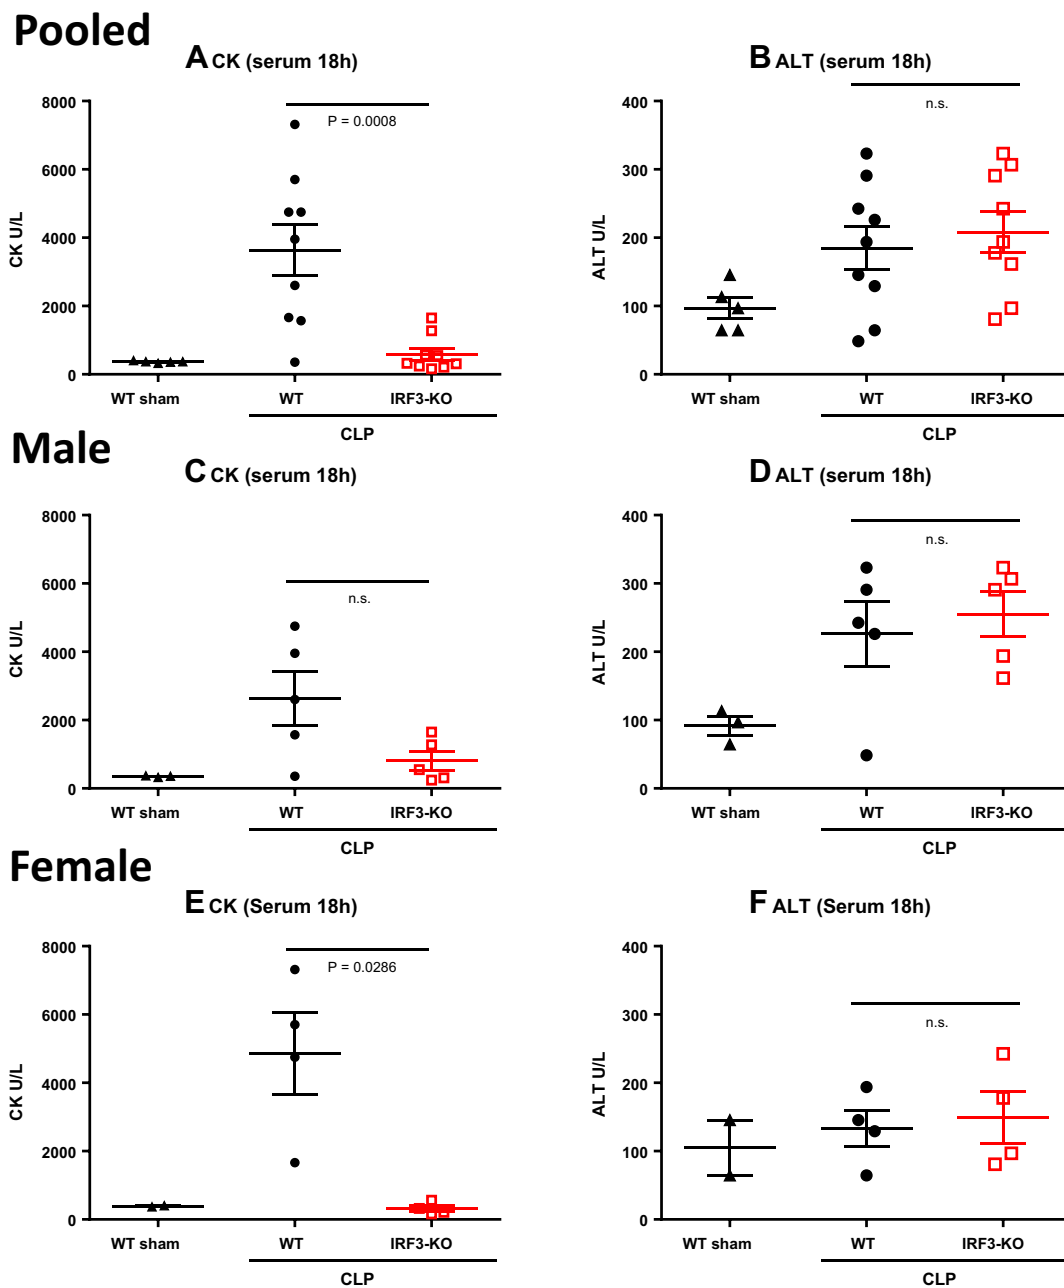 Pooled
A CK (serum 18h)
B ALT (serum 18h)
8000
6000
4000
2000
0
CK U/L
P = 0.0008
WT sham
WT
IRF3-KO
CLP
400
300
200
100
0
ALT U/L
n.s.
WT sham
WT
IRF3-KO
CLP
Male
C CK (serum 18h)
D ALT (serum 18h)
8000
6000
4000
2000
0
CK U/L
n.s.
WT sham
WT
IRF3-KO
CLP
400
300
200
100
0
ALT U/L
n.s.
WT sham
WT
IRF3-KO
CLP
Female
E CK (Serum 18h)
F ALT (Serum 18h)
8000
6000
4000
2000
0
CK U/L
P = 0.0286
WT sham
WT
IRF3-KO
CLP
400
300
200
100
0
ALT U/L
n.s.
WT sham
WT
IRF3-KO
CLP